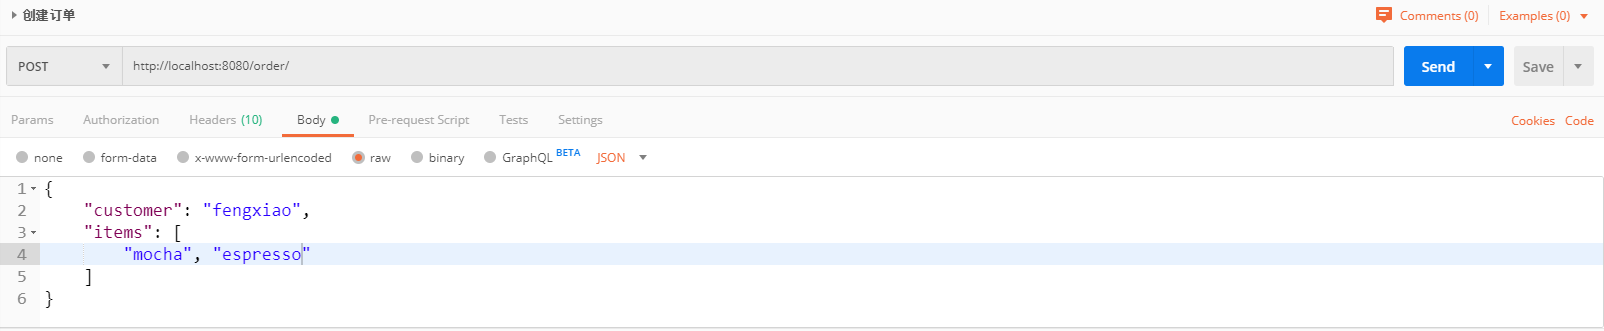 创建订单 Comments (0) Examples (0)
POST http://localhost:8080/order/ Send Save
Params Authorization Headers (10) Body Pre-request Script Tests Settings Cookies Code
none form-data x-www-form-urlencoded raw binary GraphQL BETA JSON
1 {
2 "customer": "fengxiao",
3 "items": [
4 "mocha", "espresso"
5 ]
6 }